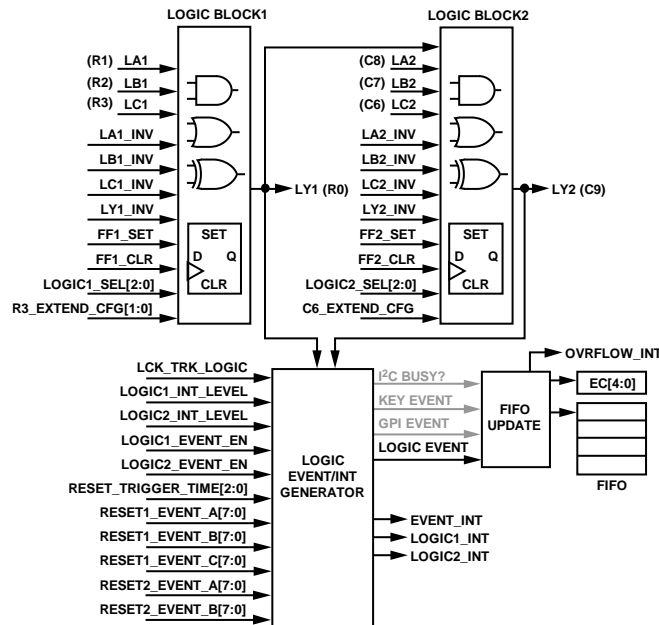 LOGIC BLOCK1
(R1) LA1
(R2) LB1
(R3) LC1
LA1_INV
LB1_INV
LC1_INV
LY1_INV
FF1_SET
FF1_CLR
LOGIC1_SEL[2:0]
R3_EXTEND_CFG[1:0]
SET
D Q
CLR
LY1 (R0)
LOGIC BLOCK2
(C8) LA2
(C7) LB2
(C6) LC2
LA2_INV
LB2_INV
LC2_INV
LY2_INV
FF2_SET
FF2_CLR
LOGIC2_SEL[2:0]
C6_EXTEND_CFG
SET
D Q
CLR
LY2 (C9)
LCK_TRK_LOGIC
LOGIC1_INT_LEVEL
LOGIC2_INT_LEVEL
LOGIC1_EVENT_EN
LOGIC2_EVENT_EN
RESET_TRIGGER_TIME[2:0]
RESET1_EVENT_A[7:0]
RESET1_EVENT_B[7:0]
RESET1_EVENT_C[7:0]
RESET2_EVENT_A[7:0]
RESET2_EVENT_B[7:0]
LOGIC
EVENT/INT
GENERATOR
I²C BUSY?
KEY EVENT
GPI EVENT
LOGIC EVENT
EVENT_INT
LOGIC1_INT
LOGIC2_INT
FIFO
UPDATE
OVRFLOW_INT
EC[4:0]
FIFO